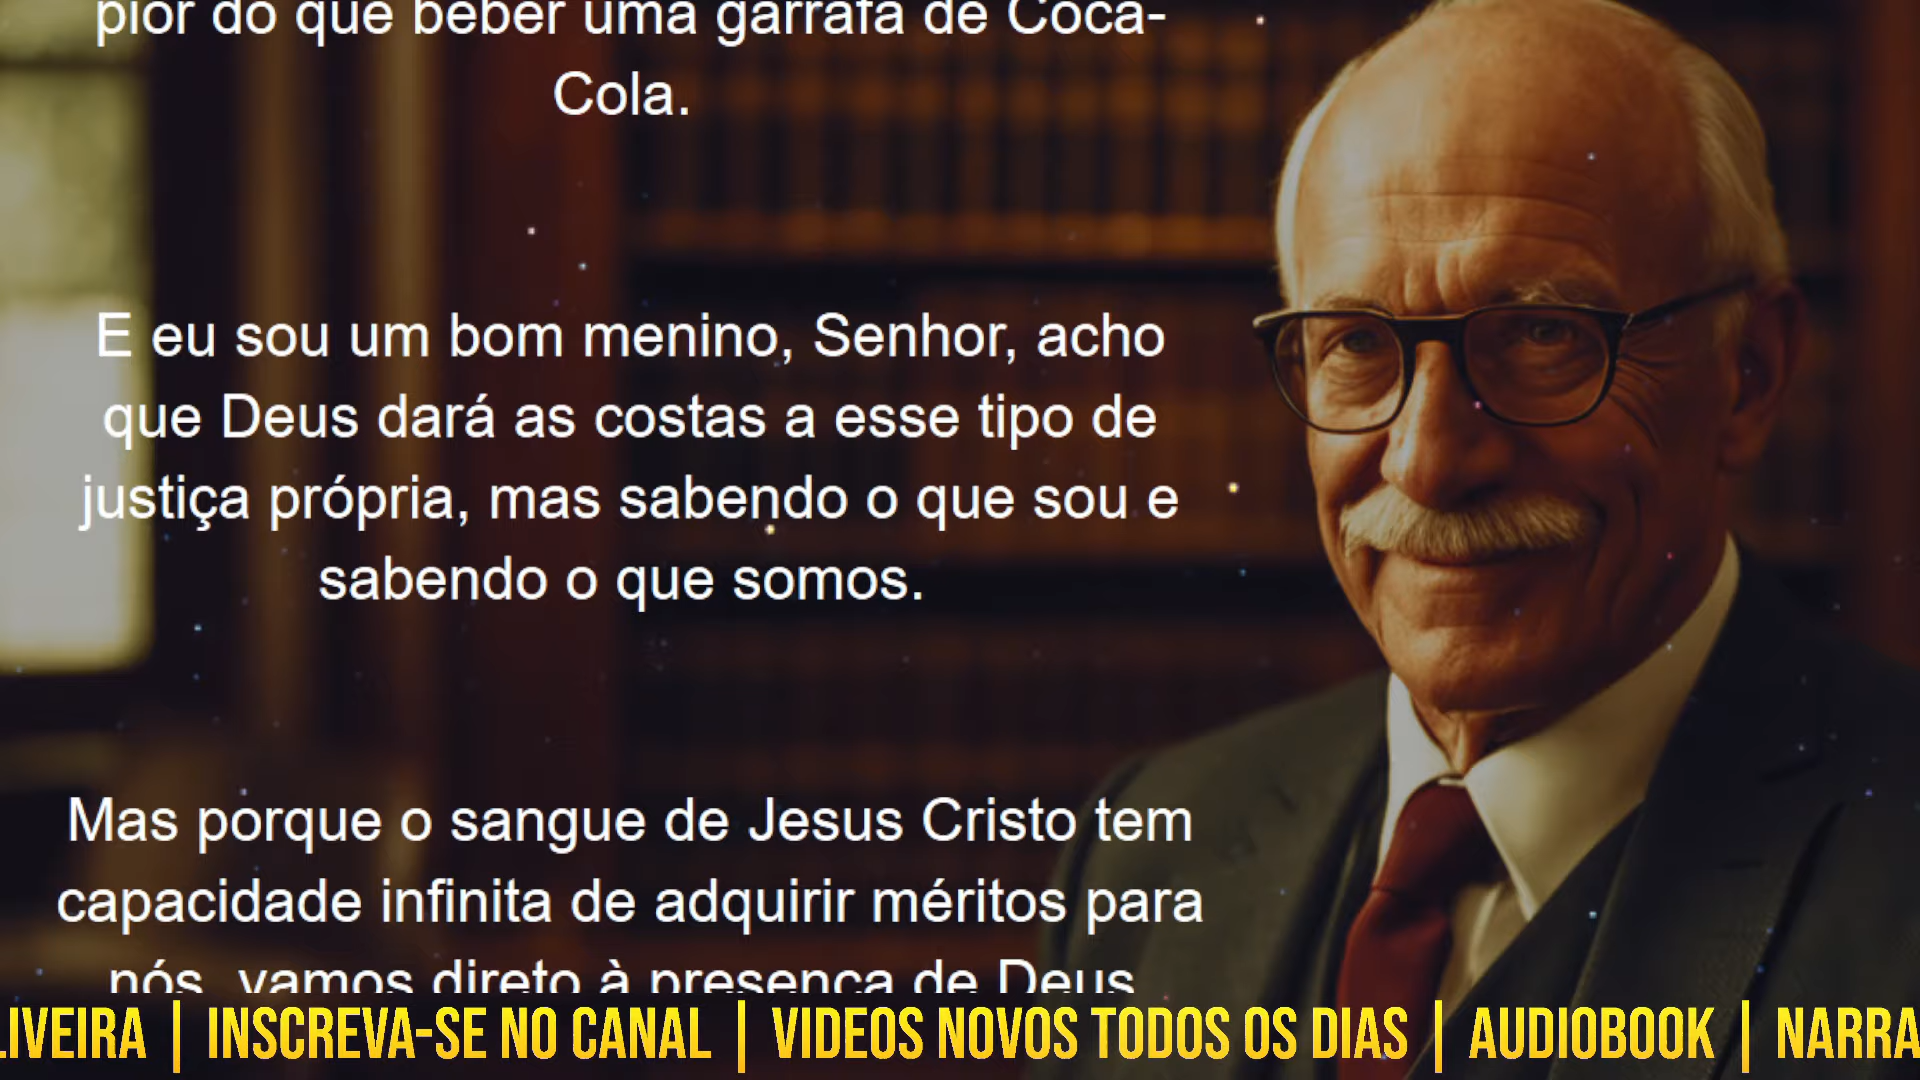 pior do que beber uma garrafa de Coca-
Cola.
E eu sou um bom menino, Senhor, acho
que Deus dará as costas a esse tipo de
justiça própria, mas sabendo o que sou e
sabendo o que somos.
Mas porque o sangue de Jesus Cristo tem
capacidade infinita de adquirir méritos para
nós, vamos direto à presença de Deus
LIVEIRA | INSCREVA-SE NO CANAL | VIDEOS NOVOS TODOS OS DIAS | AUDIOBOOK | NARRA